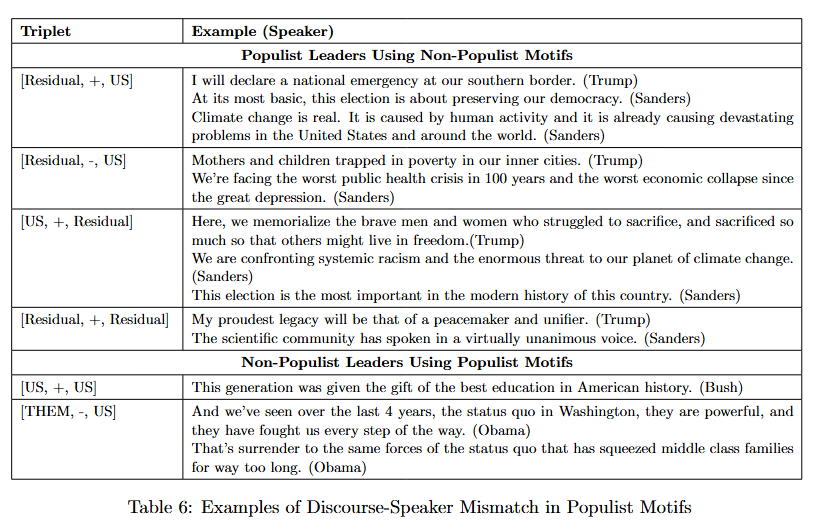 Triplet Example (Speaker)
Populist Leaders Using Non-Populist Motifs
[Residual, +, US] I will declare a national emergency at our southern border. (Trump)
At its most basic, this election is about preserving our democracy. (Sanders)
Climate change is real. It is caused by human activity and it is already causing devastating
problems in the United States and around the world. (Sanders)
[Residual, -, US] Mothers and children trapped in poverty in our inner cities. (Trump)
We're facing the worst public health crisis in 100 years and the worst economic collapse since
the great depression. (Sanders)
[US, +, Residual] Here, we memorialize the brave men and women who struggled to sacrifice, and sacrificed so
much so that others might live in freedom.(Trump)
We are confronting systemic racism and the enormous threat to our planet of climate change.
(Sanders)
This election is the most important in the modern history of this country. (Sanders)
[Residual, +, Residual] My proudest legacy will be that of a peacemaker and unifier. (Trump)
The scientific community has spoken in a virtually unanimous voice. (Sanders)
Non-Populist Leaders Using Populist Motifs
[US, +, US] This generation was given the gift of the best education in American history. (Bush)
[THEM, -, US] And we've seen over the last 4 years, the status quo in Washington, they are powerful, and
they have fought us every step of the way. (Obama)
That's surrender to the same forces of the status quo that has squeezed middle class families
for way too long. (Obama)
Table 6: Examples of Discourse-Speaker Mismatch in Populist Motifs